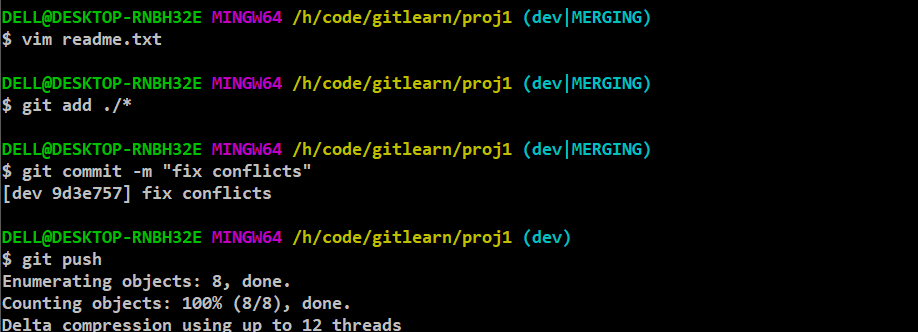 DELL@DESKTOP-RNBH32E MINGW64 /h/code/gitlearn/proj1 (dev|MERGING)
$ vim readme.txt
DELL@DESKTOP-RNBH32E MINGW64 /h/code/gitlearn/proj1 (dev|MERGING)
$ git add ./*
DELL@DESKTOP-RNBH32E MINGW64 /h/code/gitlearn/proj1 (dev|MERGING)
$ git commit -m "fix conflicts"
[dev 9d3e757] fix conflicts
DELL@DESKTOP-RNBH32E MINGW64 /h/code/gitlearn/proj1 (dev)
$ git push
Enumerating objects: 8, done.
Counting objects: 100% (8/8), done.
Delta compression using up to 12 threads